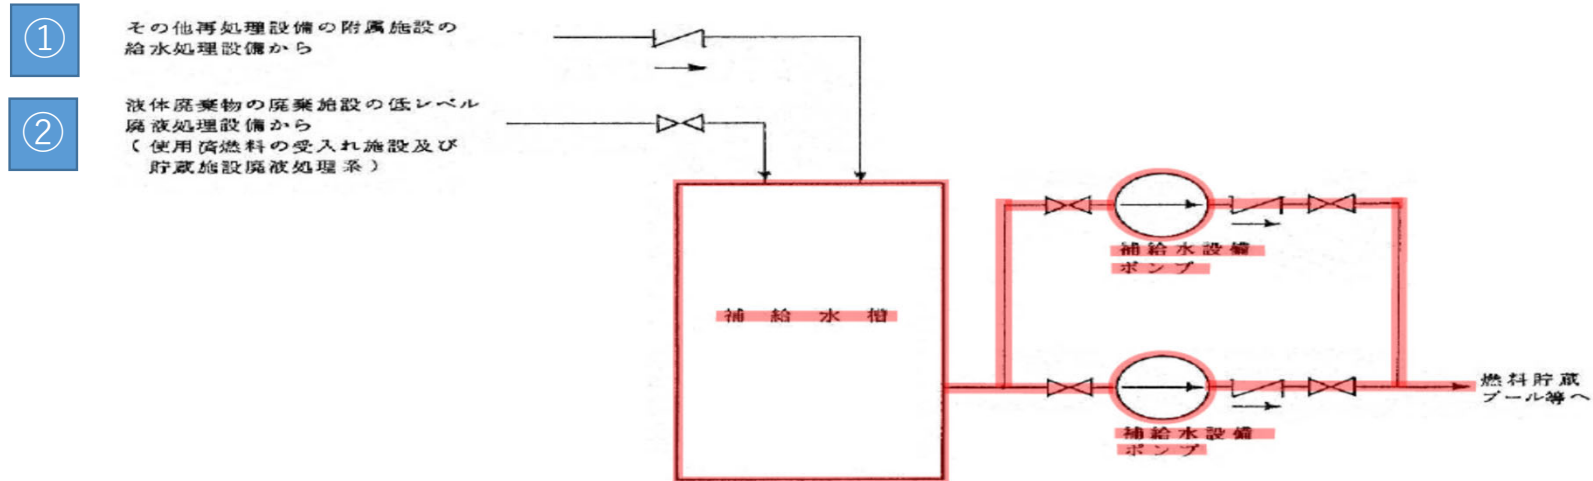 ①
その他再処理設備の附属施設の
給水処理設備から
②
液体廃棄物の廃棄施設の低レベル
廃液処理設備から
(使用済燃料の受入れ施設及び
貯蔵施設廃液処理系)
補給水設備
ポンプ
補給水槽
燃料貯蔵
プール等へ
補給水設備
ポンプ